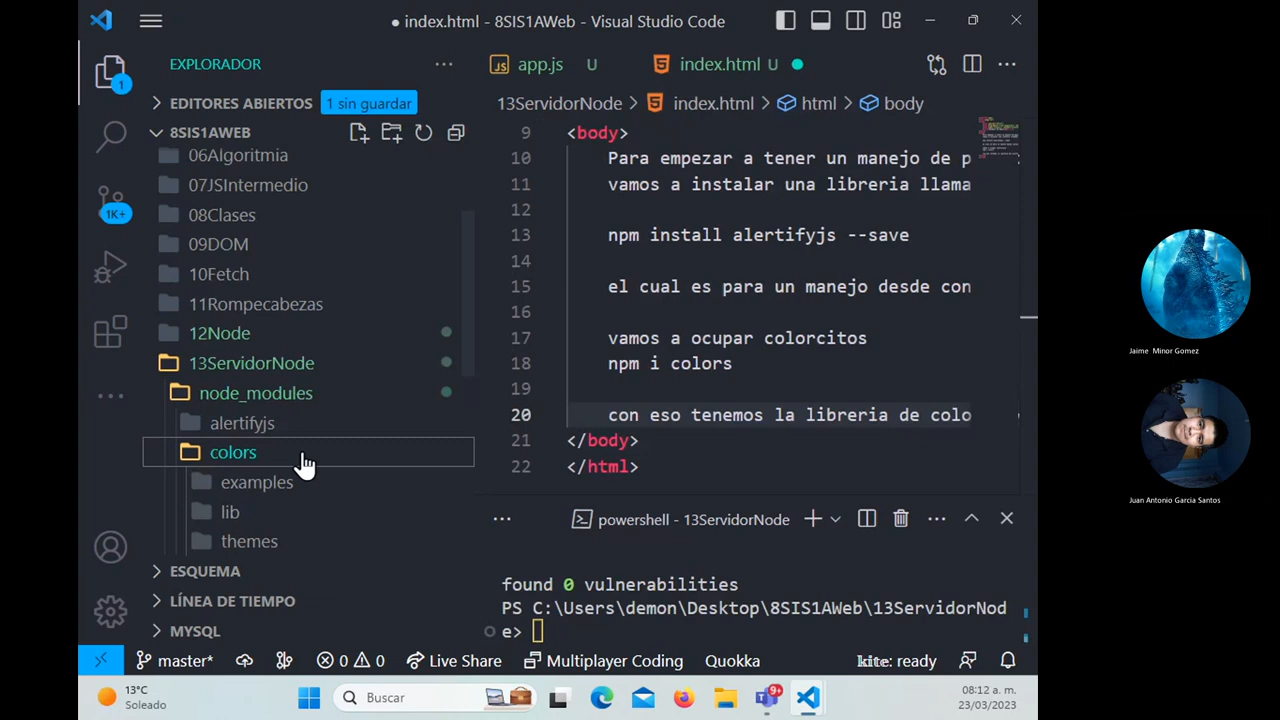 ● index.html - 8SIS1AWeb - Visual Studio Code
EXPLORADOR
1
EDITORES ABIERTOS
1 sin guardar
8SIS1AWEB
06Algoritmia
07JSIntermedio
08Clases
09DOM
10Fetch
11Rompecabezas
12Node
13ServidorNode
node_modules
alertifyjs
colors
examples
lib
themes
ESQUEMA
LÍNEA DE TIEMPO
MYSQL
1K+
JS app.js U
index.html U
13ServidorNode > index.html > html > body
9 <body>
10 Para empezar a tener un manejo de p
11 vamos a instalar una libreria llama
12
13 npm install alertifyjs --save
14
15 el cual es para un manejo desde con
16
17 vamos a ocupar colorcitos
18 npm i colors
19
20 con eso tenemos la libreria de colo
21 </body>
22 </html>
powershell - 13ServidorNode
found 0 vulnerabilities
PS C:\Users\demon\Desktop\8SIS1AWeb\13ServidorNod
e>
master* 0 0 Live Share Multiplayer Coding Quokka kite: ready
13°C
Soleado
Buscar
9+
08:12 a. m.
23/03/2023
Jaime Minor Gomez
Juan Antonio Garcia Santos